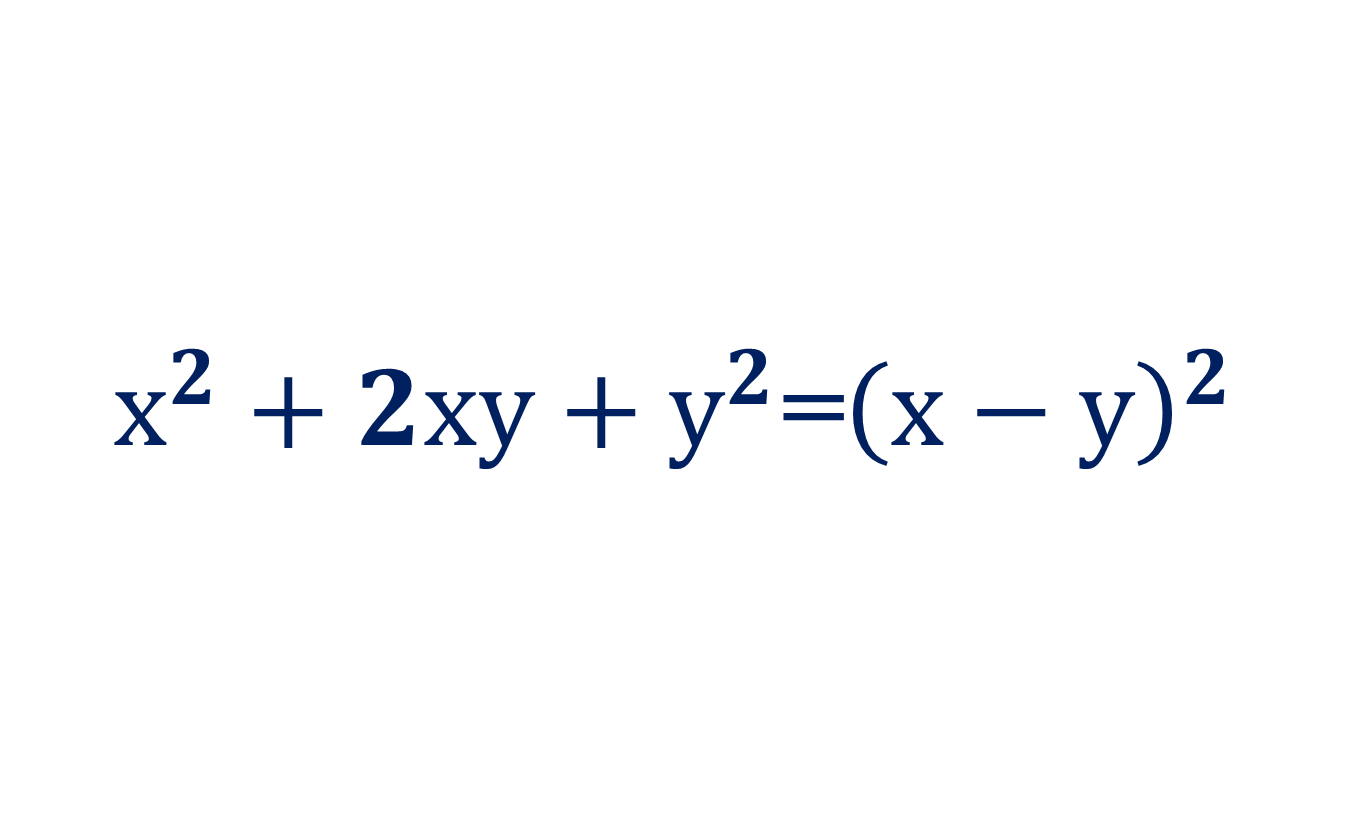 x² + 2xy + y²=(x − y)²